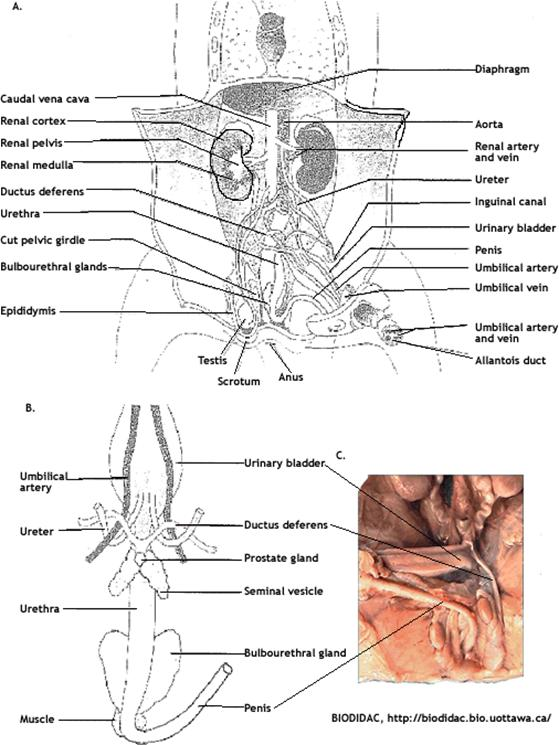 A.
Caudal vena cava
Renal cortex
Renal pelvis
Renal medulla
Ductus deferens
Urethra
Cut pelvic girdle
Bulbourethral glands
Epididymis
Testis
Scrotum
Anus
Diaphragm
Aorta
Renal artery
and vein
Ureter
Inguinal canal
Urinary bladder
Penis
Umbilical artery
Umbilical vein
Umbilical artery
and vein
Allantois duct
B.
Umbilical
artery
Ureter
Urethra
Muscle
Urinary bladder
Ductus deferens
Prostate gland
Seminal vesicle
Bulbourethral gland
Penis
C.
BIODIDAC, http://biodidac.bio.uottawa.ca/